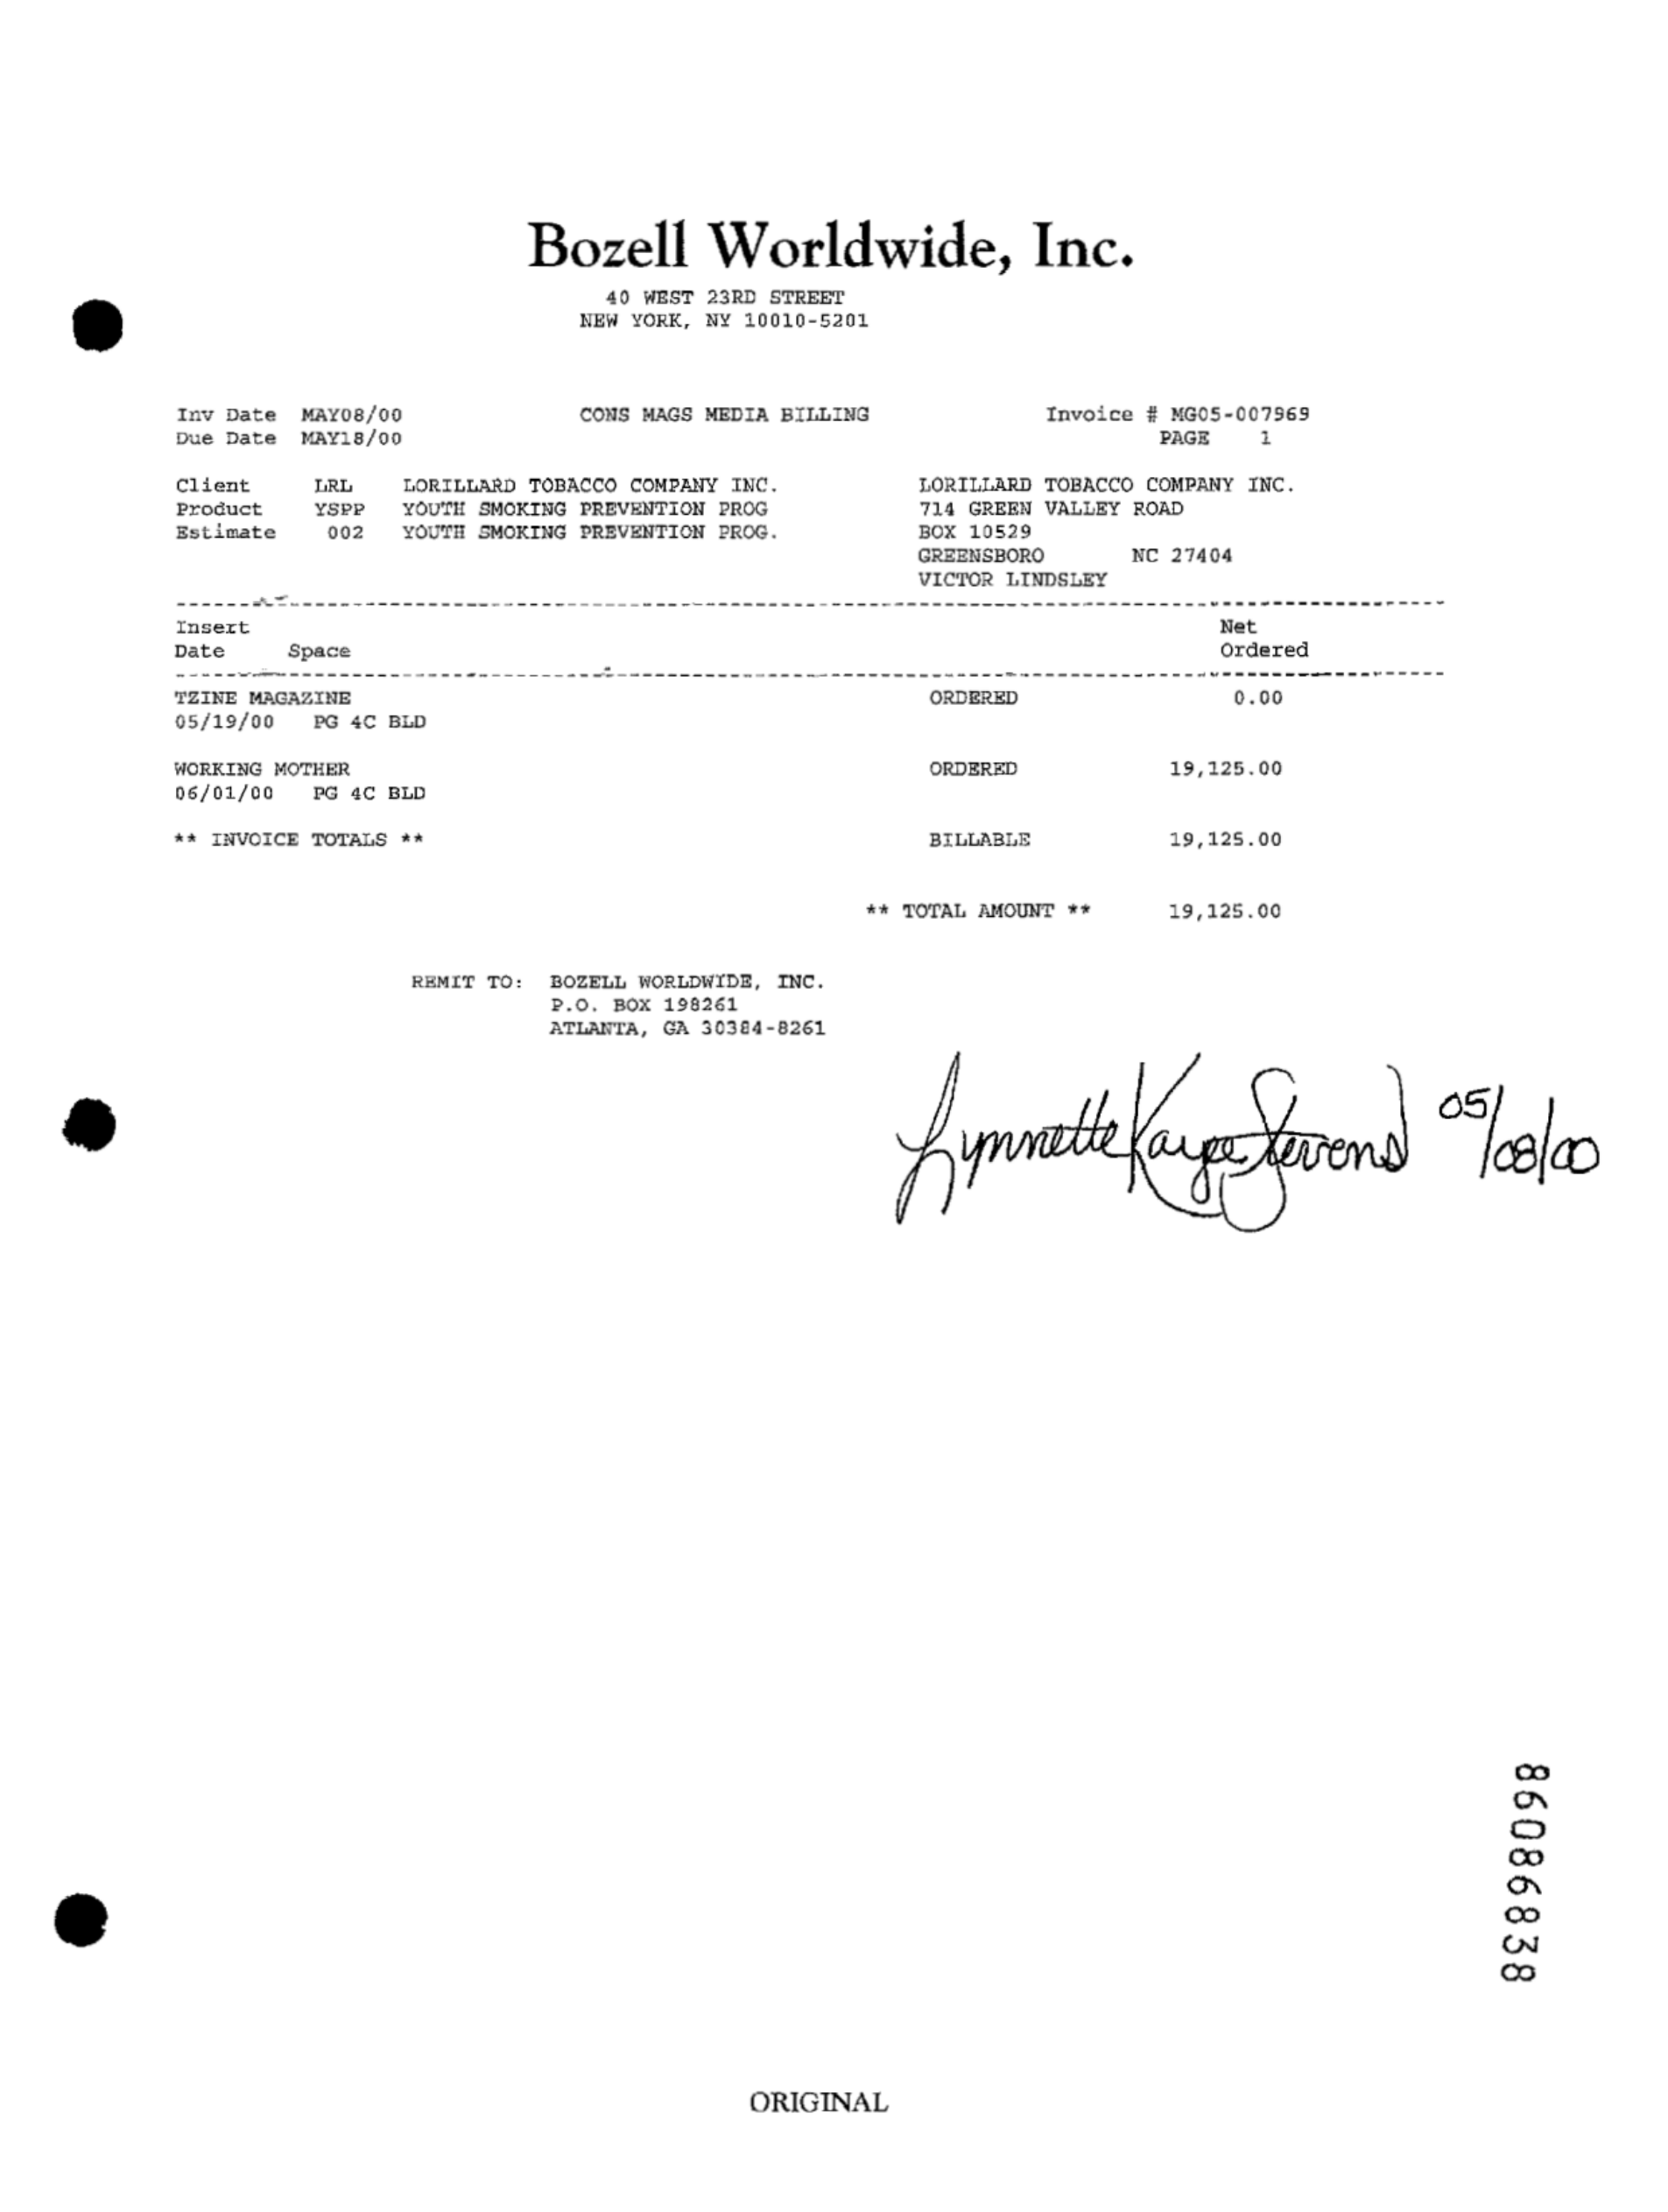 Bozell Worldwide, Inc.
40 WEST 23RD STREET
NEW YORK, NY 10010-5201
Inv Date MAY08/00 CONS MAGS MEDIA BILLING Invoice # MG05-007969
Due Date MAY18/00 PAGE 1
Client LRL LORILLARD TOBACCO COMPANY INC. LORILLARD TOBACCO COMPANY INC.
Product YSPP YOUTH SMOKING PREVENTION PROG 714 GREEN VALLEY ROAD
Estimate 002 YOUTH SMOKING PREVENTION PROG. BOX 10529
GREENSBORO NC 27404
VICTOR LINDSLEY
Insert Net
Date Space Ordered
TZINE MAGAZINE ORDERED 0.00
05/19/00 PG 4C BLD
WORKING MOTHER ORDERED 19,125.00
06/01/00 PG 4C BLD
** INVOICE TOTALS ** BILLABLE 19,125.00
** TOTAL AMOUNT ** 19,125.00
REMIT TO: BOZELL WORLDWIDE, INC.
P.O. BOX 198261
ATLANTA, GA 30384-8261
Lynnette Kaye Stevens 05/08/00
86086838
ORIGINAL